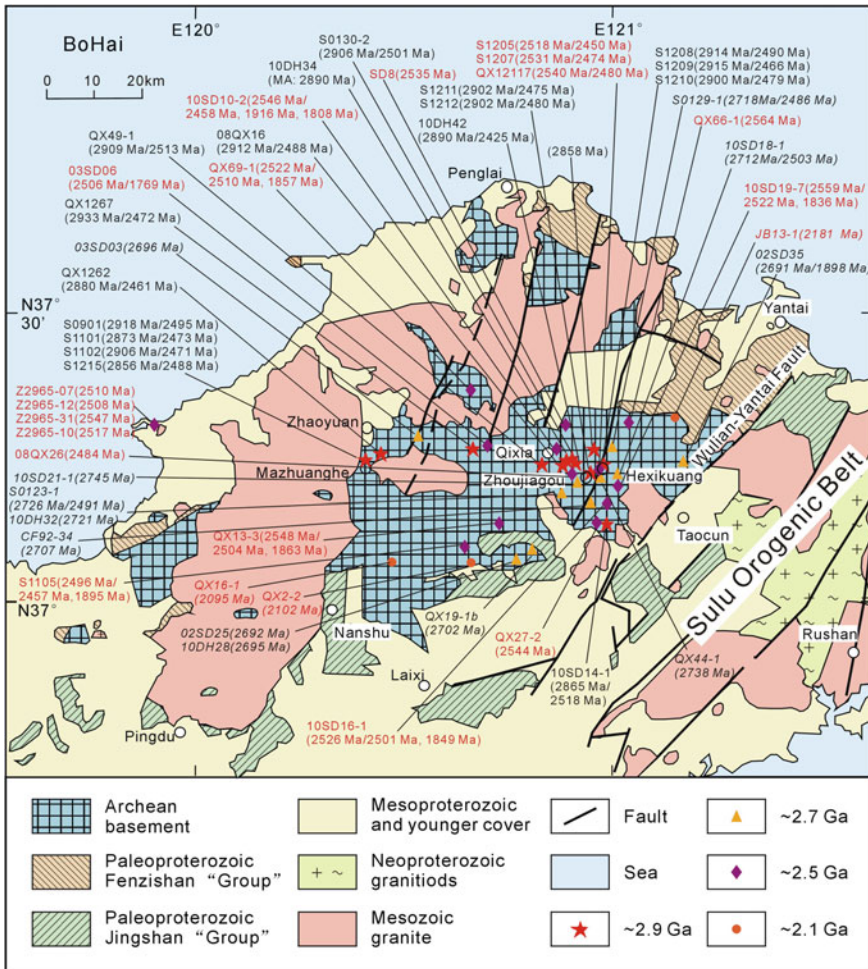 BoHai
0 10 20km
E120°
E121°
N37°
30'
N37°
S0130-2
(2906 Ma/2501 Ma)
10DH34
(MA: 2890 Ma)
SD8(2535 Ma)
S1205(2518 Ma/2450 Ma)
S1207(2531 Ma/2474 Ma)
QX12117(2540 Ma/2480 Ma)
S1208(2914 Ma/2490 Ma)
S1209(2915 Ma/2466 Ma)
S1210(2900 Ma/2479 Ma)
10SD10-2(2546 Ma/
2458 Ma, 1916 Ma, 1808 Ma)
S1211(2902 Ma/2475 Ma)
S1212(2902 Ma/2480 Ma)
S0129-1(2718Ma/2486 Ma)
QX66-1(2564 Ma)
QX49-1
(2909 Ma/2513 Ma)
08QX16
(2912 Ma/2488 Ma)
10DH42
(2890 Ma/2425 Ma)
(2858 Ma)
10SD18-1
(2712Ma/2503 Ma)
03SD06
(2506 Ma/1769 Ma)
QX69-1(2522 Ma/
2510 Ma, 1857 Ma)
10SD19-7(2559 Ma/
2522 Ma, 1836 Ma)
QX1267
(2933 Ma/2472 Ma)
JB13-1(2181 Ma)
03SD03(2696 Ma)
02SD35
(2691 Ma/1898 Ma)
QX1262
(2880 Ma/2461 Ma)
S0901(2918 Ma/2495 Ma)
S1101(2873 Ma/2473 Ma)
S1102(2906 Ma/2471 Ma)
S1215(2856 Ma/2488 Ma)
Z2965-07(2510 Ma)
Z2965-12(2508 Ma)
Z2965-31(2547 Ma)
Z2965-10(2517 Ma)
08QX26(2484 Ma)
10SD21-1(2745 Ma)
S0123-1
(2726 Ma/2491 Ma)
10DH32(2721 Ma)
CF92-34
(2707 Ma)
S1105(2496 Ma/
2457 Ma,1895 Ma)
QX13-3(2548 Ma/
2504 Ma, 1863 Ma)
QX16-1
(2095 Ma)
QX2-2
(2102 Ma)
02SD25(2692 Ma)
10DH28(2695 Ma)
QX19-1b
(2702 Ma)
QX27-2
(2544 Ma)
10SD14-1
(2865 Ma/
2518 Ma)
QX44-1
(2738 Ma)
10SD16-1
(2526 Ma/2501 Ma, 1849 Ma)
Penglai
Yantai
Zhaoyuan
Mazhuanghe
Qixia
Zhoujiagou
Hexikuang
Wulian-Yantai Fault
Taocun
Sulu Orogenic Belt
Rushan
Nanshu
Laixi
Pingdu
Archean
basement
Paleoproterozoic
Fenzishan “Group”
Paleoproterozoic
Jingshan “Group”
Mesoproterozoic
and younger cover
Neoproterozoic
granitiods
Mesozoic
granite
Fault
Sea
~2.9 Ga
~2.7 Ga
~2.5 Ga
~2.1 Ga